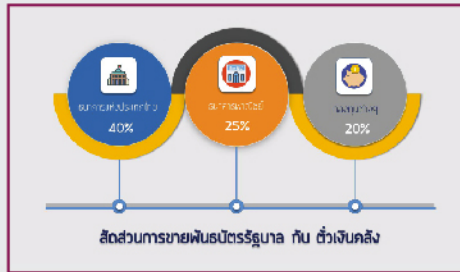 ธนาคารแห่งประเทศไทย
40%
ธนาคารพาณิชย์
25%
20%
สัดส่วนการขายพันธบัตรรัฐบาล กับ ตั่วเงินคลัง